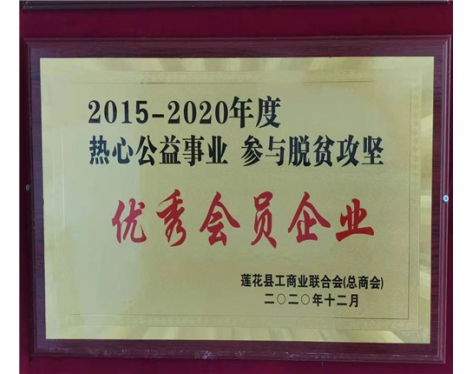 2015-2020年度
热心公益事业 参与脱贫攻坚
优秀会员企业
莲花县工商业联合会(总商会)
二〇二〇年十二月